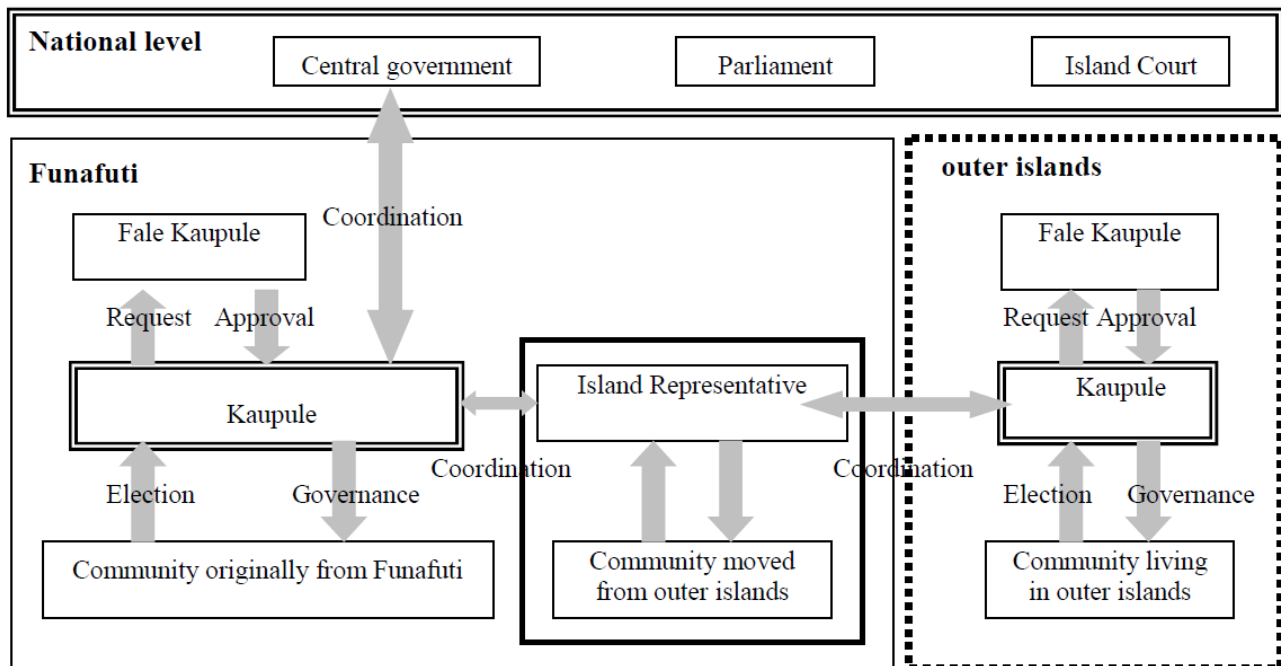 National level
Central government
Parliament
Island Court
Funafuti
outer islands
Fale Kaupule
Coordination
Fale Kaupule
Request
Approval
Request
Approval
Kaupule
Island Representative
Kaupule
Election
Governance
Coordination
Coordination
Election
Governance
Community originally from Funafuti
Community moved
from outer islands
Community living
in outer islands